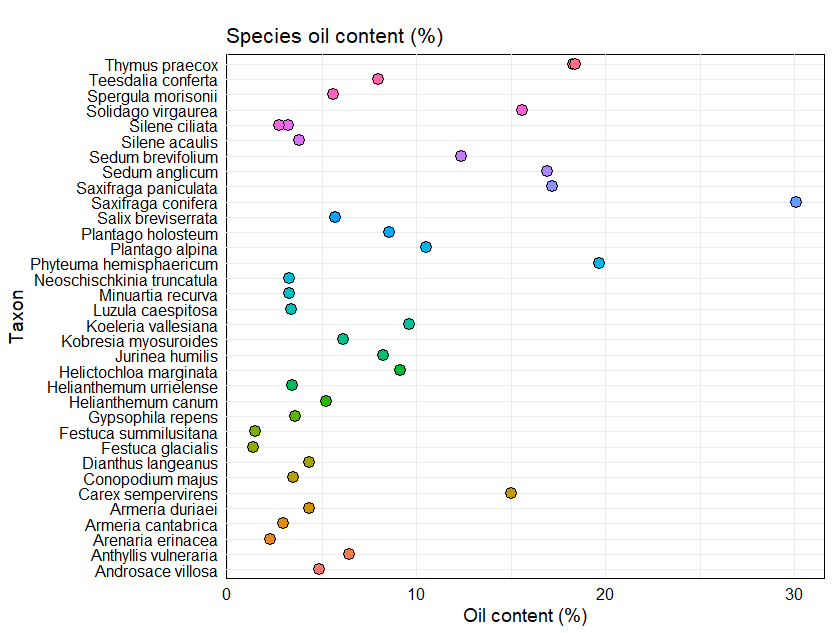 Species oil content (%)
Thymus praecox
Teesdalia conferta
Spergula morisonii
Solidago virgaurea
Silene ciliata
Silene acaulis
Sedum brevifolium
Sedum anglicum
Saxifraga paniculata
Saxifraga conifera
Salix breviserrata
Plantago holosteum
Plantago alpina
Phyteuma hemisphaericum
Neoschischkinia truncatula
Minuartia recurva
Luzula caespitosa
Koeleria vallesiana
Kobresia myosuroides
Jurinea humilis
Helictochloa marginata
Helianthemum urrielense
Helianthemum canum
Gypsophila repens
Festuca summilusitana
Festuca glacialis
Dianthus langeanus
Conopodium majus
Carex sempervirens
Armeria duriaei
Armeria cantabrica
Arenaria erinacea
Anthyllis vulneraria
Androsace villosa
Taxon
0 10 20 30
Oil content (%)